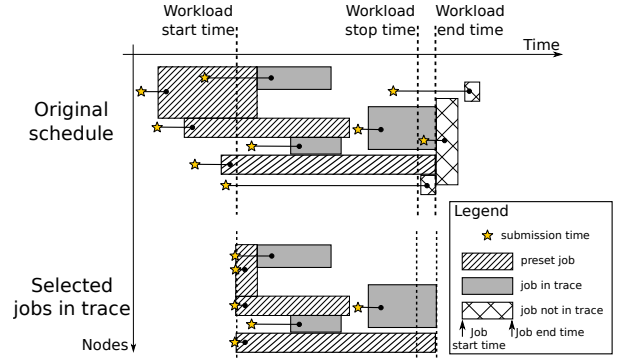 Workload start time
Workload stop time
Workload end time
Time
Original schedule
Selected jobs in trace
Nodes
Legend
submission time
preset job
job in trace
job not in trace
Job start time
Job end time